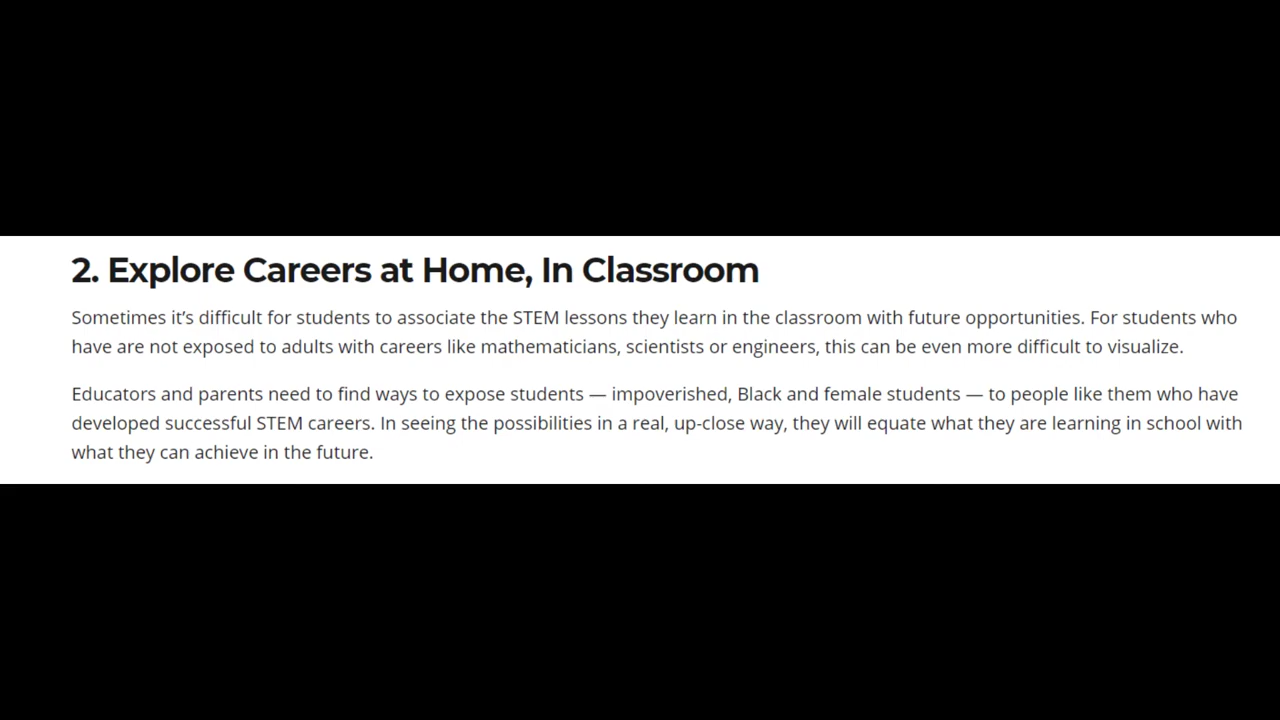 2. Explore Careers at Home, In Classroom
Sometimes it’s difficult for students to associate the STEM lessons they learn in the classroom with future opportunities. For students who
have are not exposed to adults with careers like mathematicians, scientists or engineers, this can be even more difficult to visualize.
Educators and parents need to find ways to expose students — impoverished, Black and female students — to people like them who have
developed successful STEM careers. In seeing the possibilities in a real, up-close way, they will equate what they are learning in school with
what they can achieve in the future.